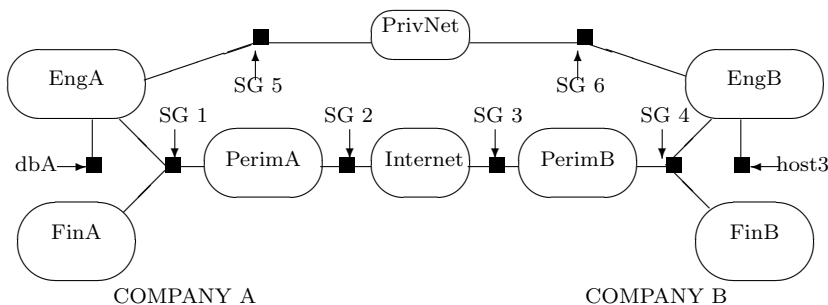 PrivNet
EngA
EngB
SG 5
SG 6
SG 1
SG 2
SG 3
SG 4
dbA
PerimA
Internet
PerimB
host3
FinA
FinB
COMPANY A
COMPANY B